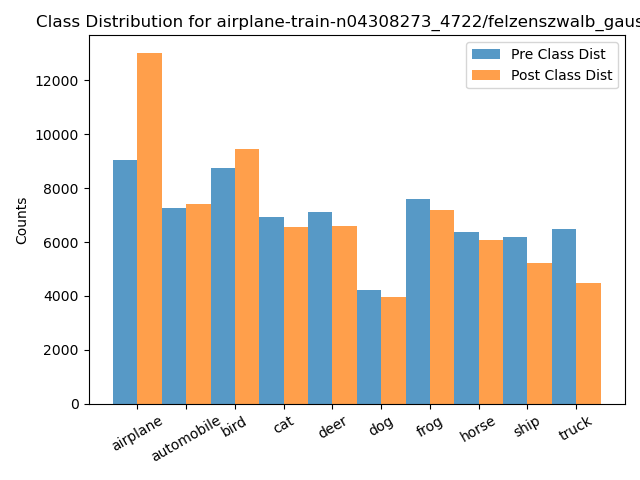 Class Distribution for airplane-train-n04308273_4722/felzenszwalb_gaus
Pre Class Dist
Post Class Dist
Counts
12000
10000
8000
6000
4000
2000
0
airplane
automobile
bird
cat
deer
dog
frog
horse
ship
truck